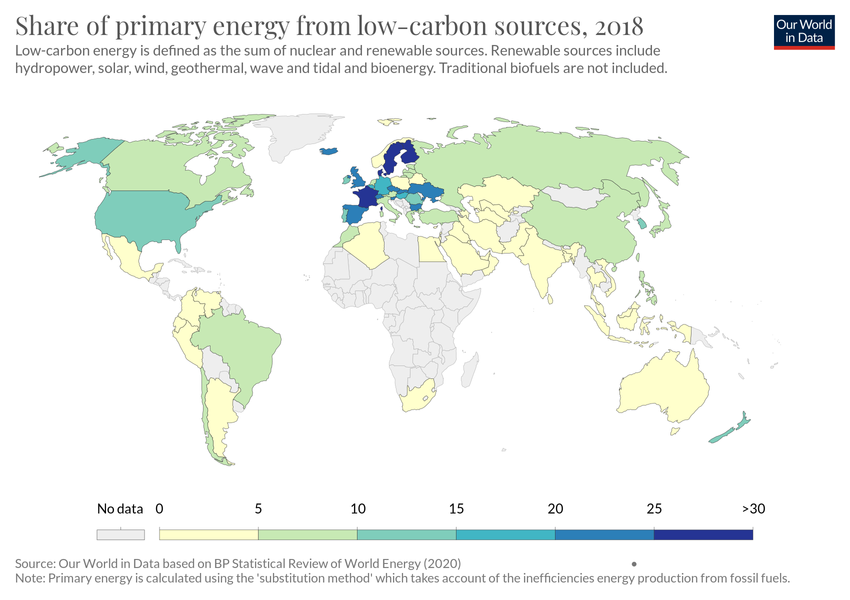 Share of primary energy from low-carbon sources, 2018
Our World
in Data
Low-carbon energy is defined as the sum of nuclear and renewable sources. Renewable sources include
hydropower, solar, wind, geothermal, wave and tidal and bioenergy. Traditional biofuels are not included.
No data 0 5 10 15 20 25 >30
Source: Our World in Data based on BP Statistical Review of World Energy (2020)
Note: Primary energy is calculated using the 'substitution method' which takes account of the inefficiencies energy production from fossil fuels.